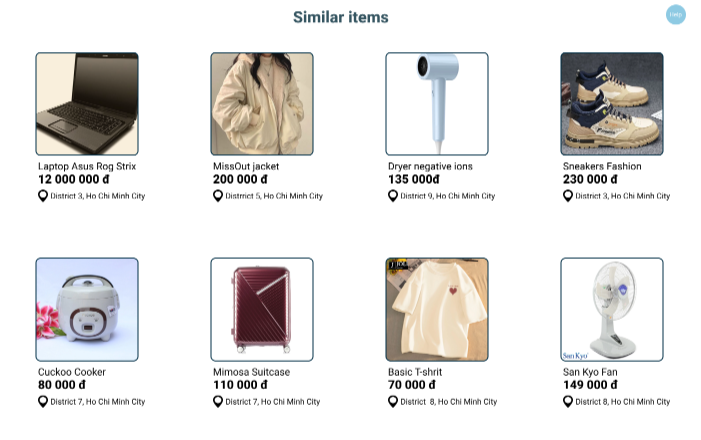 Similar items
Help
Laptop Asus Rog Strix
MissOut jacket
Dryer negative ions
Sneakers Fashion
12 000 000 đ
200 000 đ
135 000đ
230 000 đ
District 3, Ho Chi Minh City
District 5, Ho Chi Minh City
District 9, Ho Chi Minh City
District 3, Ho Chi Minh City
SanKyo
Cuckoo Cooker
Mimosa Suitcase
Basic T-shrit
San Kyo Fan
80 000 đ
110 000 đ
70 000 đ
149 000 đ
District 7, Ho Chi Minh City
District 7, Ho Chi Minh City
District 8, Ho Chi Minh City
District 8, Ho Chi Minh City